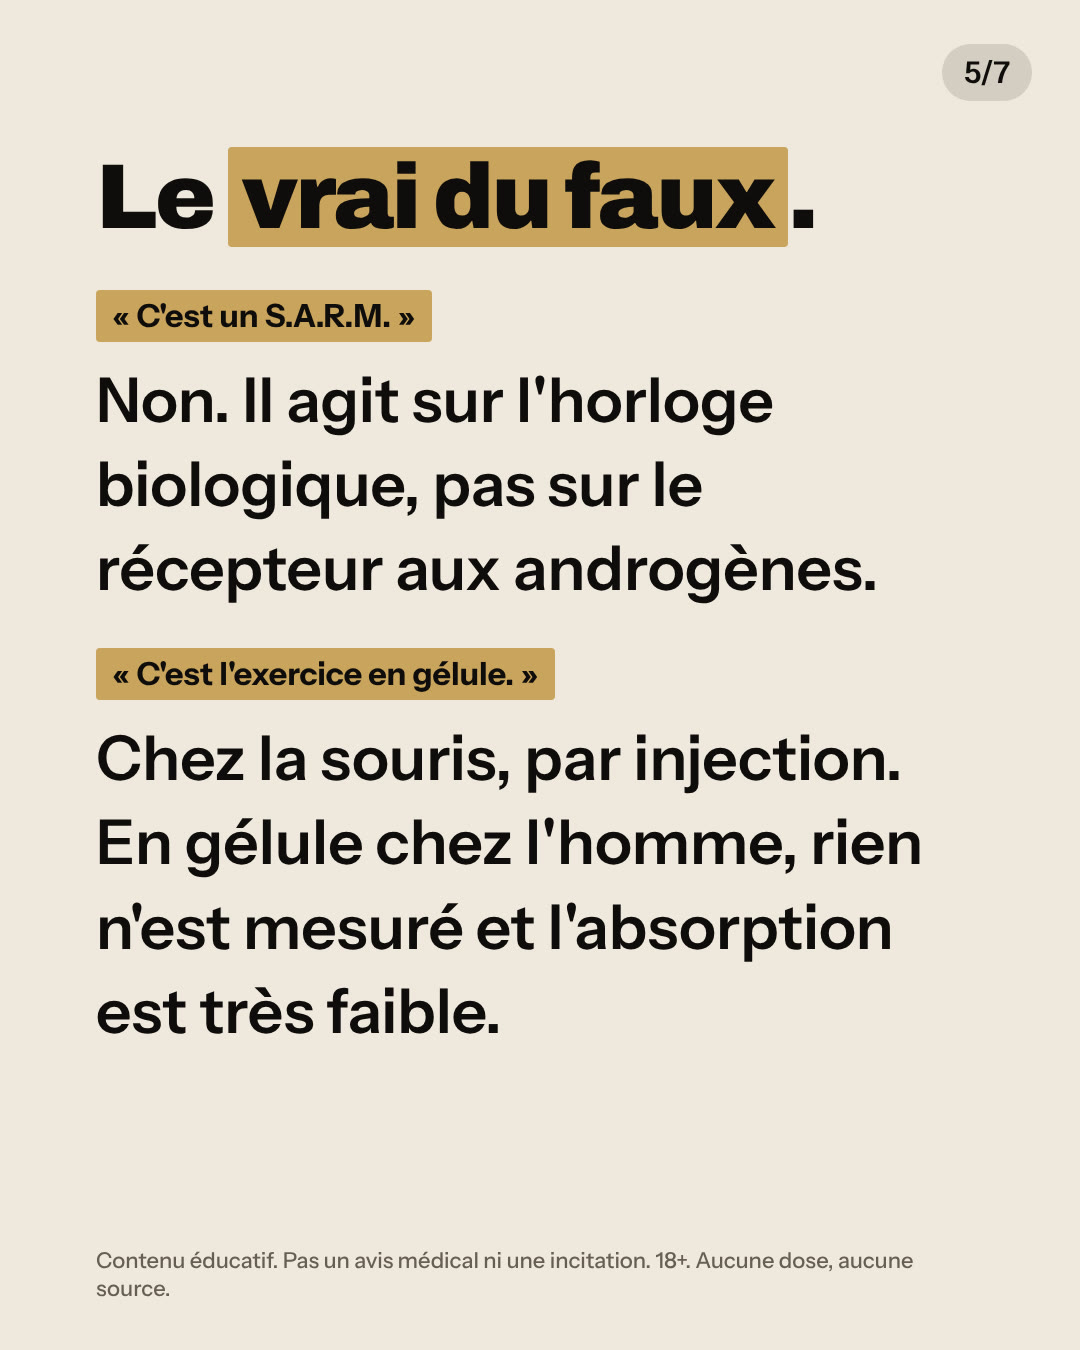 5/7
Le vrai du faux.
« C'est un S.A.R.M. »
Non. Il agit sur l'horloge
biologique, pas sur le
récepteur aux androgènes.
« C'est l'exercice en gélule. »
Chez la souris, par injection.
En gélule chez l'homme, rien
n'est mesuré et l'absorption
est très faible.
Contenu éducatif. Pas un avis médical ni une incitation. 18+. Aucune dose, aucune
source.